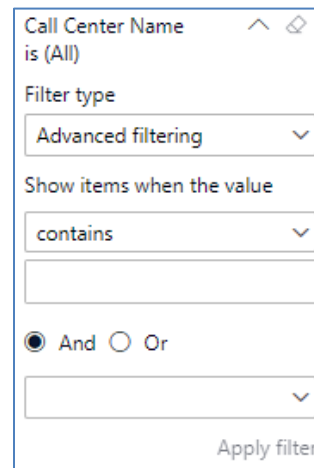 Call Center Name
is (All)
Filter type
Advanced filtering
Show items when the value
contains
And Or
Apply filter